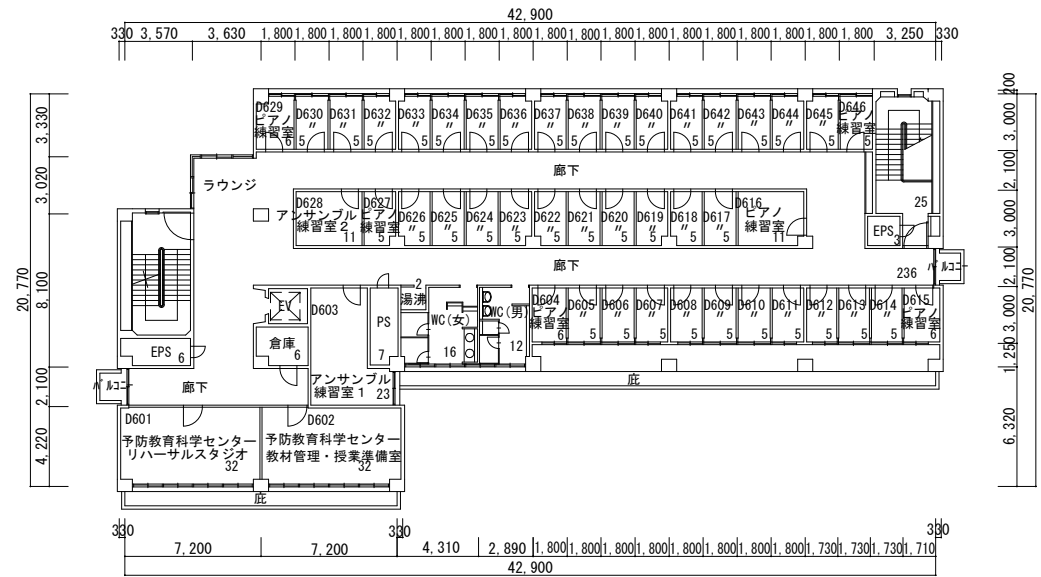 42,900
330 3,570 3,630 1,800 1,800 1,800 1,800 1,800 1,800 1,800 1,800 1,800 1,800 1,800 1,800 1,800 1,800 1,800 1,800 1,800 3,250 330
20,770
3,330
3,020
8,100
2,100
4,220
200
3,000
2,100
3,000
2,100
3,000
1,250
6,320
20,770
D629 D630 D631 D632 D633 D634 D635 D636 D637 D638 D639 D640 D641 D642 D643 D644 D645 D646
ピアノ 〃 〃 〃 〃 〃 〃 〃 〃 〃 〃 〃 〃 〃 〃 〃 〃 ピアノ
練習室 練習室
6 5 5 5 5 5 5 5 5 5 5 5 5 5 5 5 5 5
廊下
ラウンジ
25
D628 D627 D626 D625 D624 D623 D622 D621 D620 D619 D618 D617 D616
アンサンブル ピアノ 〃 〃 〃 〃 〃 〃 〃 〃 〃 〃 ピアノ
練習室2 練習室 練習室
11 5 5 5 5 5 5 5 5 5 5 5 11
EPS 3
廊下
236
バルコニー
EV
D603
PS
7
2
湯沸
WC(女)
16
WC(男)
12
D604 D605 D606 D607 D608 D609 D610 D611 D612 D613 D614 D615
ピアノ 〃 〃 〃 〃 〃 〃 〃 〃 〃 〃 ピアノ
練習室 練習室
6 5 5 5 5 5 5 5 5 5 5 6
EPS 6
倉庫
6
アンサンブル
練習室1 23
庇
バルコニー
廊下
D601
予防教育科学センター
リハーサルスタジオ
32
D602
予防教育科学センター
教材管理・授業準備室
32
庇
330 330 330
7,200 7,200 4,310 2,890 1,800 1,800 1,800 1,800 1,800 1,800 1,800 1,800 1,730 1,730 1,730 1,710
42,900